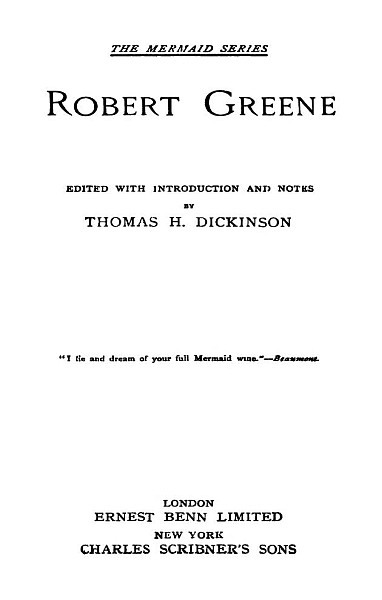 THE MERMAID SERIES
ROBERT GREENE
EDITED WITH INTRODUCTION AND NOTES
BY
THOMAS H. DICKINSON
"I lie and dream of your full Mermaid wine."—Beaumont.
LONDON
ERNEST BENN LIMITED
NEW YORK
CHARLES SCRIBNER'S SONS